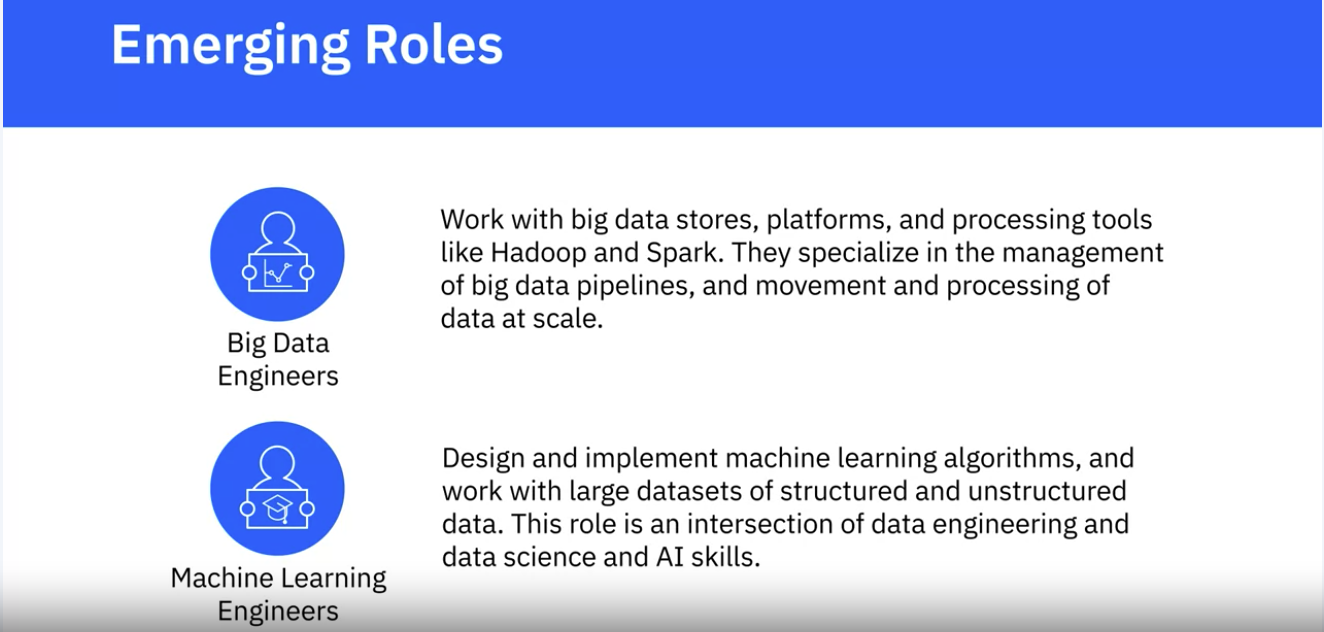 Emerging Roles
Work with big data stores, platforms, and processing tools
like Hadoop and Spark. They specialize in the management
of big data pipelines, and movement and processing of
data at scale.
Big Data
Engineers
Design and implement machine learning algorithms, and
work with large datasets of structured and unstructured
data. This role is an intersection of data engineering and
data science and AI skills.
Machine Learning
Engineers